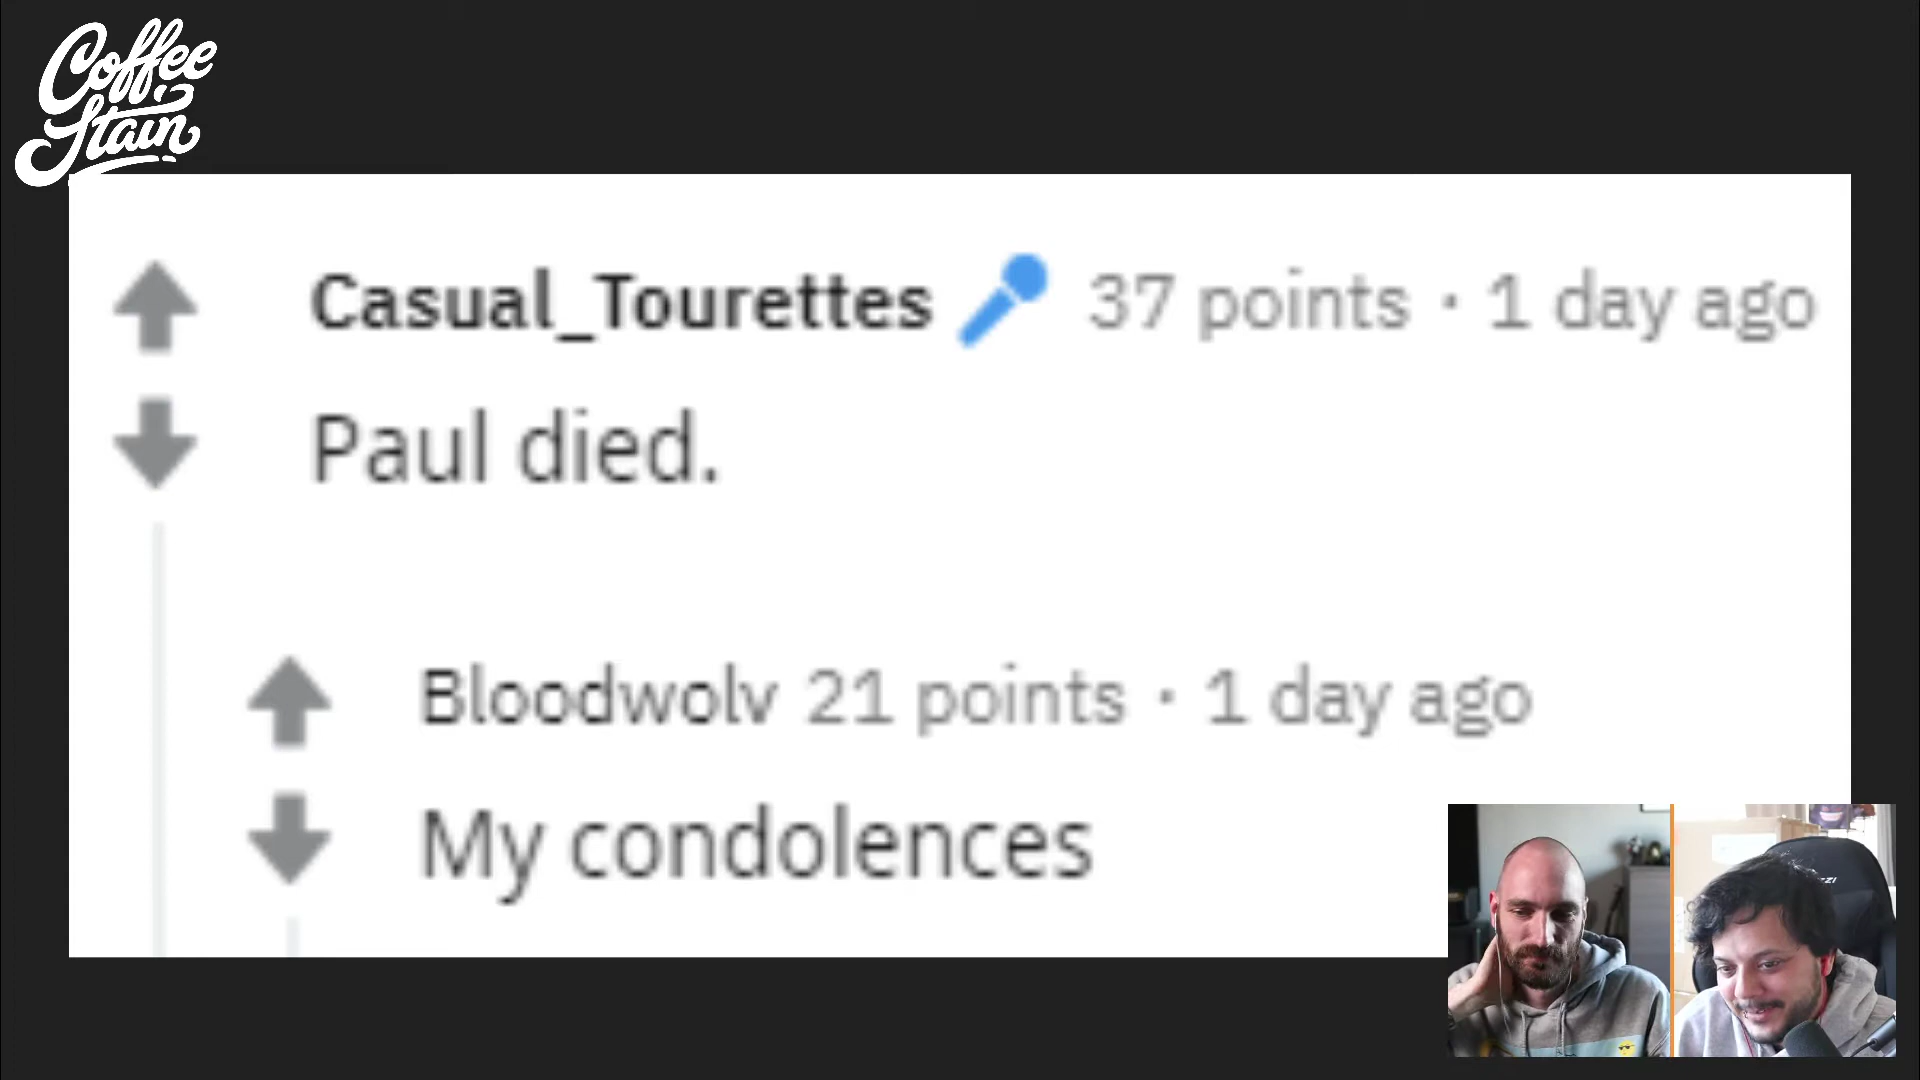 Coffee
Stain
Casual_Tourettes 37 points · 1 day ago
Paul died.
Bloodwolv 21 points · 1 day ago
My condolences